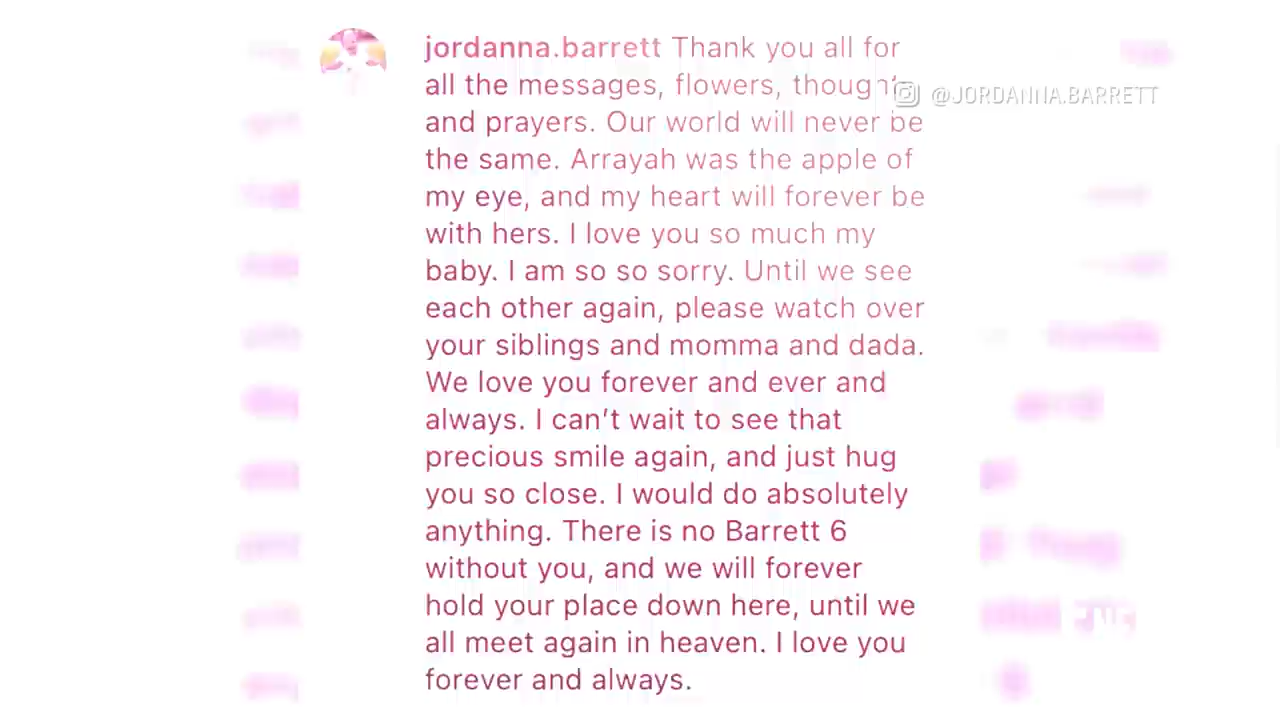 jordanna.barrett Thank you all for
all the messages, flowers, though
@JORDANNA.BARRETT
and prayers. Our world will never be
the same. Arrayah was the apple of
my eye, and my heart will forever be
with hers. I love you so much my
baby. I am so so sorry. Until we see
each other again, please watch over
your siblings and momma and dada.
We love you forever and ever and
always. I can’t wait to see that
precious smile again, and just hug
you so close. I would do absolutely
anything. There is no Barrett 6
without you, and we will forever
hold your place down here, until we
all meet again in heaven. I love you
forever and always.